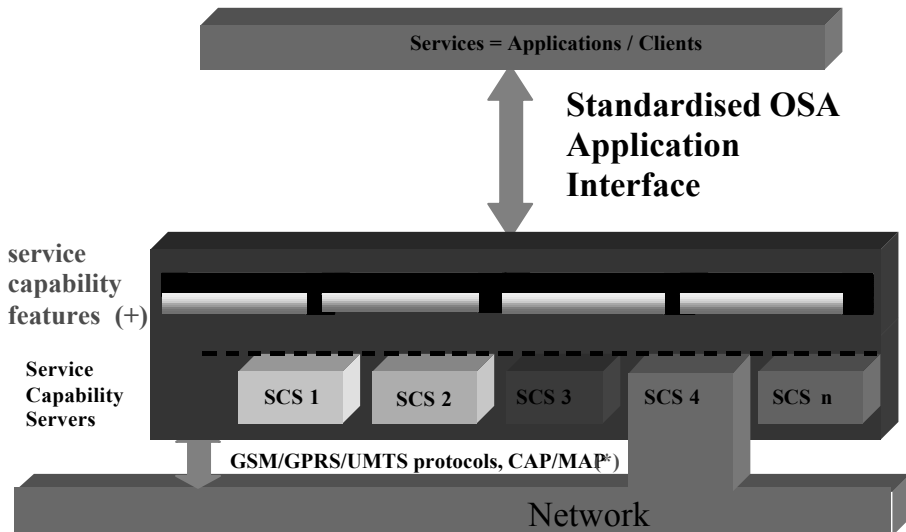 Services = Applications / Clients
Standardised OSA
Application
Interface
service
capability
features (+)
Service
Capability
Servers
SCS 1
SCS 2
SCS 3
SCS 4
SCS n
GSM/GPRS/UMTS protocols, CAP/MAP(*)
Network